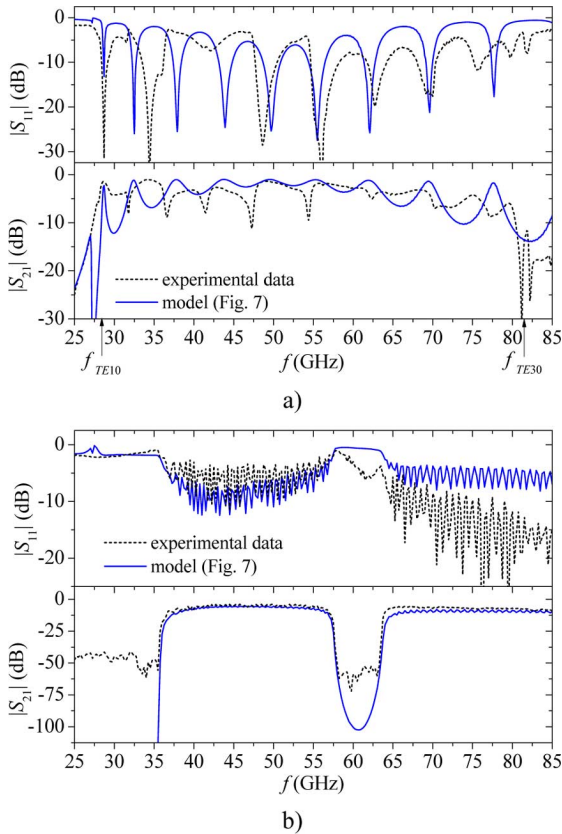 0
-10
-20
-30
|S11| (dB)
0
-10
-20
-30
|S21| (dB)
experimental data
model (Fig. 7)
25 30 35 40 45 50 55 60 65 70 75 80 85
f TE10
f (GHz)
f TE30
a)
0
-10
-20
|S11| (dB)
experimental data
model (Fig. 7)
0
-25
-50
-75
-100
|S21| (dB)
25 30 35 40 45 50 55 60 65 70 75 80 85
f (GHz)
b)